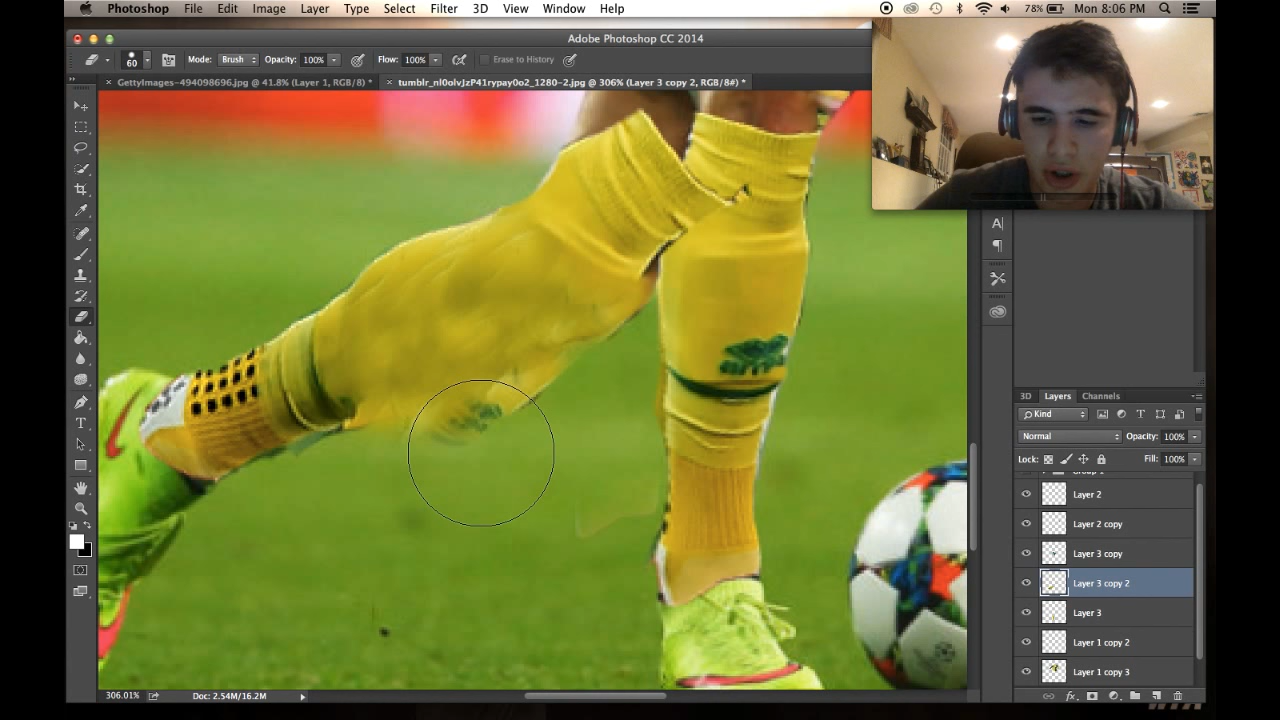 Photoshop File Edit Image Layer Type Select Filter 3D View Window Help 78% Mon 8:06 PM
Adobe Photoshop CC 2014
60 Mode: Brush Opacity: 100% Flow: 100% Erase to History
GettyImages-494098696.jpg @ 41.8% (Layer 1, RGB/8) * tumblr_nl0olvJzP41rypay0o2_1280-2.jpg @ 306% (Layer 3 copy 2, RGB/8#) *
3D Layers Channels
Kind
Normal Opacity: 100%
Lock: Fill: 100%
Layer 2
Layer 2 copy
Layer 3 copy
Layer 3 copy 2
Layer 3
Layer 1 copy 2
Layer 1 copy 3
306.01% Doc: 2.54M/16.2M